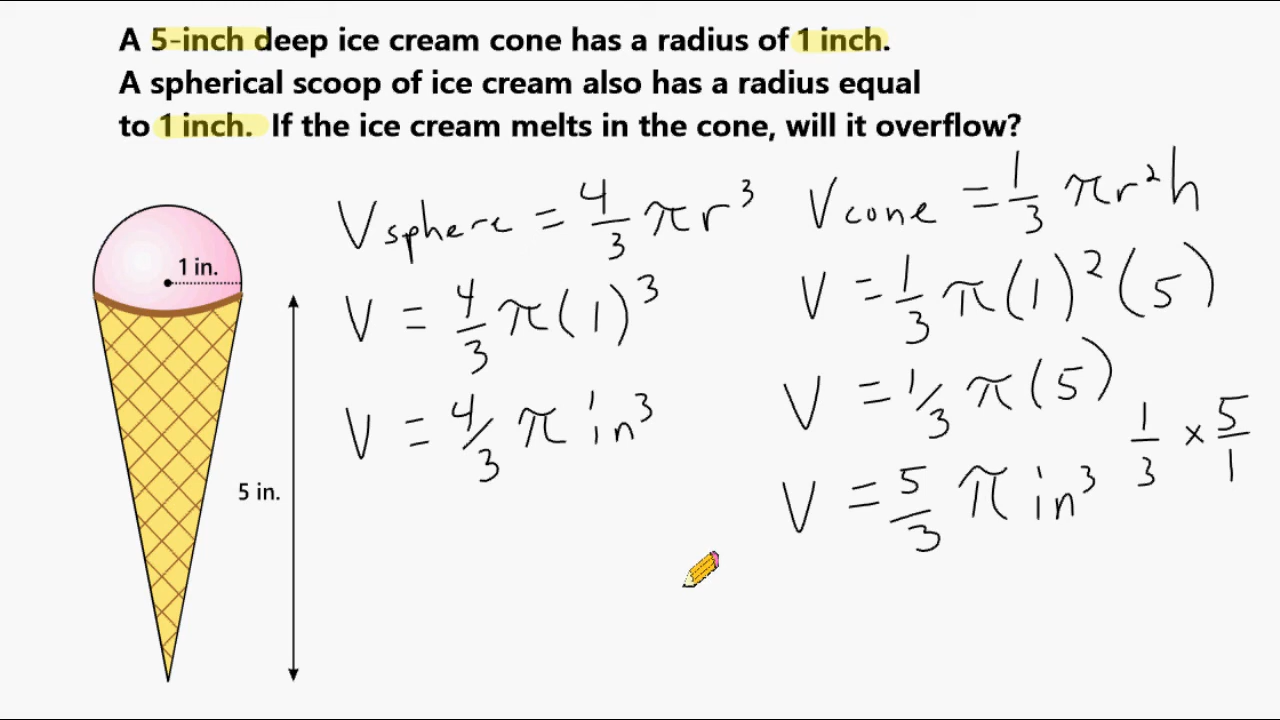 A 5-inch deep ice cream cone has a radius of 1 inch.
A spherical scoop of ice cream also has a radius equal
to 1 inch. If the ice cream melts in the cone, will it overflow?
1 in.
5 in.
V sphere = 4/3 πr³
V = 4/3 π(1)³
V = 4/3 π in³
V cone = 1/3 πr²h
V = 1/3 π(1)²(5)
V = 1/3 π(5)
1/3 × 5/1
V = 5/3 π in³